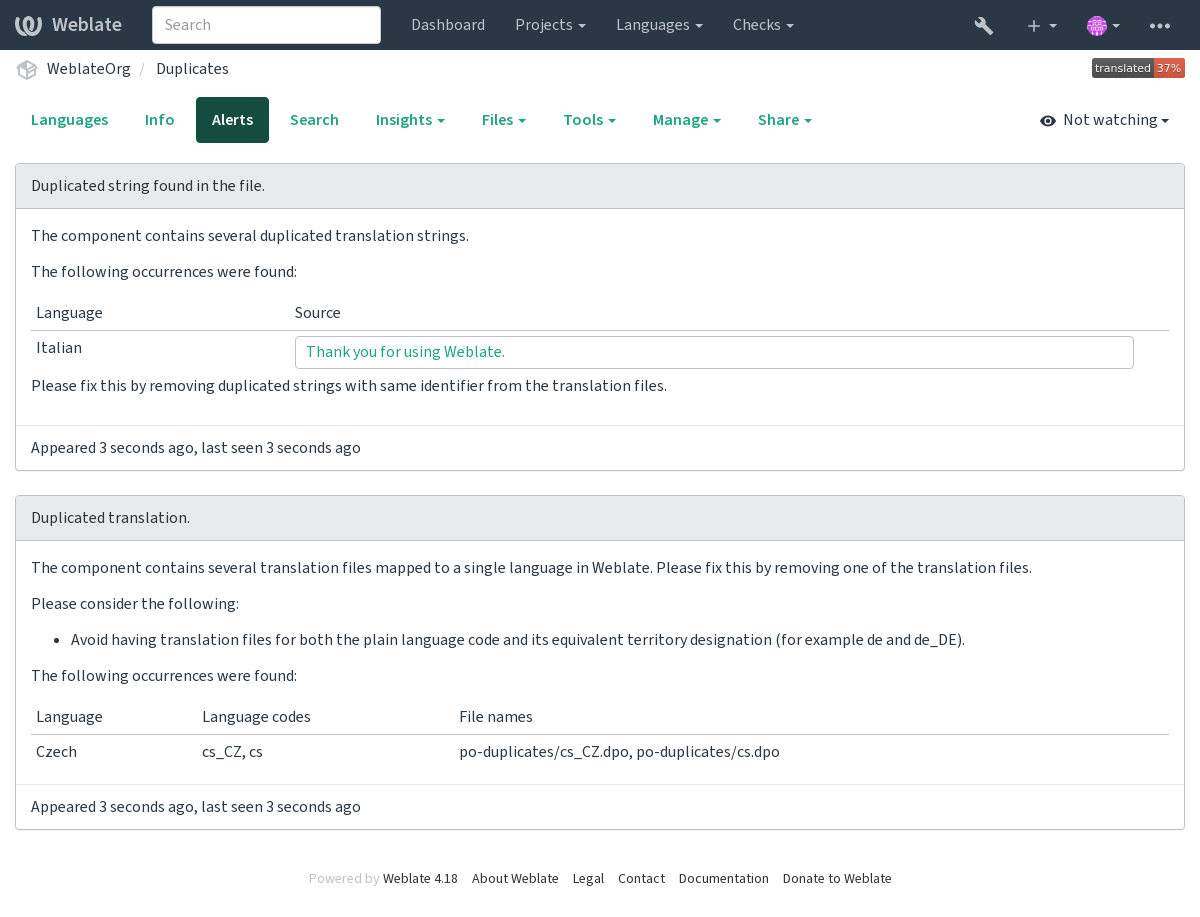 Weblate Search Dashboard Projects Languages Checks
WeblateOrg / Duplicates translated 37%
Languages Info Alerts Search Insights Files Tools Manage Share Not watching
Duplicated string found in the file.
The component contains several duplicated translation strings.
The following occurrences were found:
Language Source
Italian Thank you for using Weblate.
Please fix this by removing duplicated strings with same identifier from the translation files.
Appeared 3 seconds ago, last seen 3 seconds ago
Duplicated translation.
The component contains several translation files mapped to a single language in Weblate. Please fix this by removing one of the translation files.
Please consider the following:
• Avoid having translation files for both the plain language code and its equivalent territory designation (for example de and de_DE).
The following occurrences were found:
Language Language codes File names
Czech cs_CZ, cs po-duplicates/cs_CZ.dpo, po-duplicates/cs.dpo
Appeared 3 seconds ago, last seen 3 seconds ago
Powered by Weblate 4.18 About Weblate Legal Contact Documentation Donate to Weblate